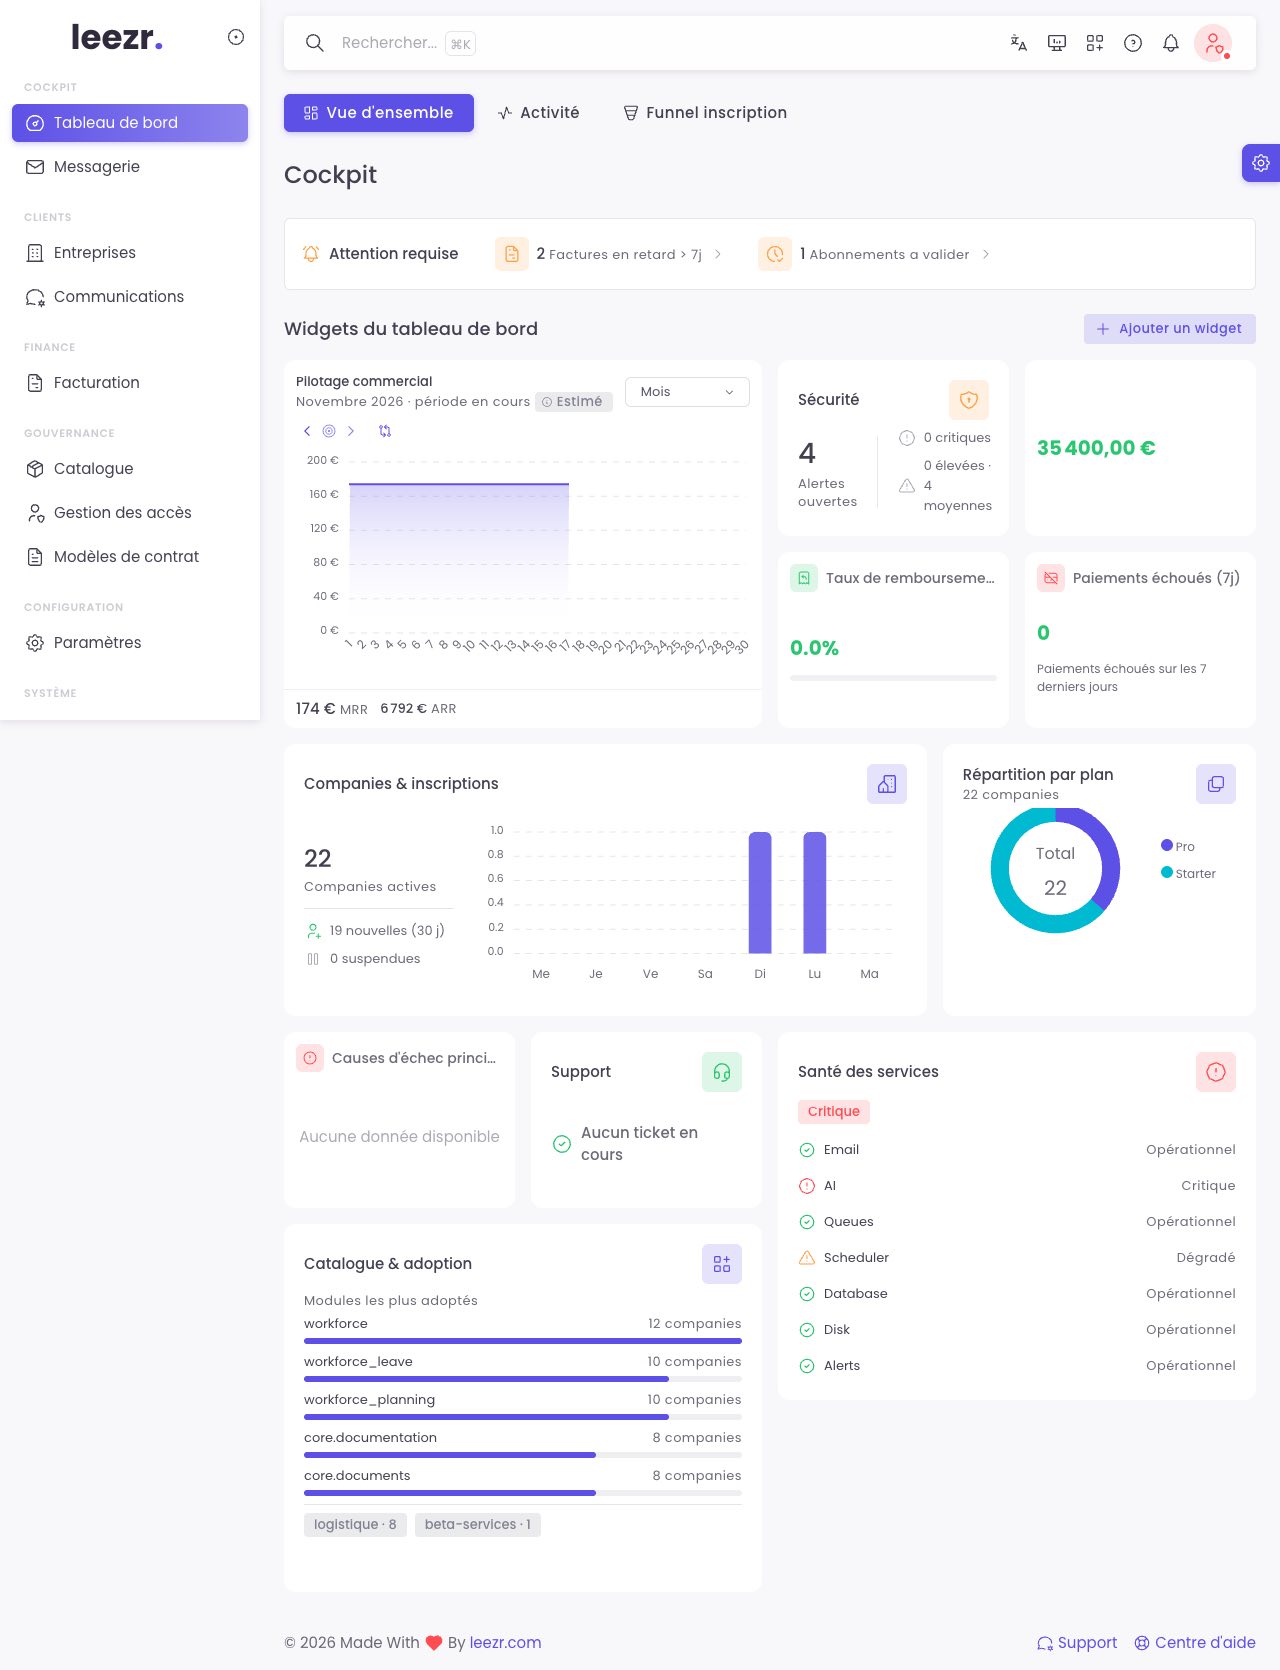 leezr.
COCKPIT
Tableau de bord
Messagerie
CLIENTS
Entreprises
Communications
FINANCE
Facturation
GOUVERNANCE
Catalogue
Gestion des accès
Modèles de contrat
CONFIGURATION
Paramètres
SYSTÈME
Rechercher... ⌘K
Vue d'ensemble
Activité
Funnel inscription
Cockpit
Attention requise
2 Factures en retard > 7j
1 Abonnements a valider
Widgets du tableau de bord
Ajouter un widget
Pilotage commercial
Novembre 2026 · période en cours
Estimé
Mois
200 €
160 €
120 €
80 €
40 €
0 €
1 2 3 4 5 6 7 8 9 10 11 12 13 14 15 16 17 18 19 20 21 22 23 24 25 26 27 28 29 30
174 € MRR 6 792 € ARR
Sécurité
4
Alertes
ouvertes
0 critiques
0 élevées ·
4
moyennes
35 400,00 €
Taux de rembourseme...
0.0%
Paiements échoués (7j)
0
Paiements échoués sur les 7
derniers jours
Companies & inscriptions
22
Companies actives
19 nouvelles (30 j)
0 suspendues
1.0
0.8
0.6
0.4
0.2
0.0
Me Je Ve Sa Di Lu Ma
Répartition par plan
22 companies
Total
22
Pro
Starter
Causes d'échec princi...
Aucune donnée disponible
Support
Aucun ticket en
cours
Santé des services
Critique
Email Opérationnel
AI Critique
Queues Opérationnel
Scheduler Dégradé
Database Opérationnel
Disk Opérationnel
Alerts Opérationnel
Catalogue & adoption
Modules les plus adoptés
workforce 12 companies
workforce_leave 10 companies
workforce_planning 10 companies
core.documentation 8 companies
core.documents 8 companies
logistique · 8
beta-services · 1
© 2026 Made With By leezr.com
Support
Centre d'aide